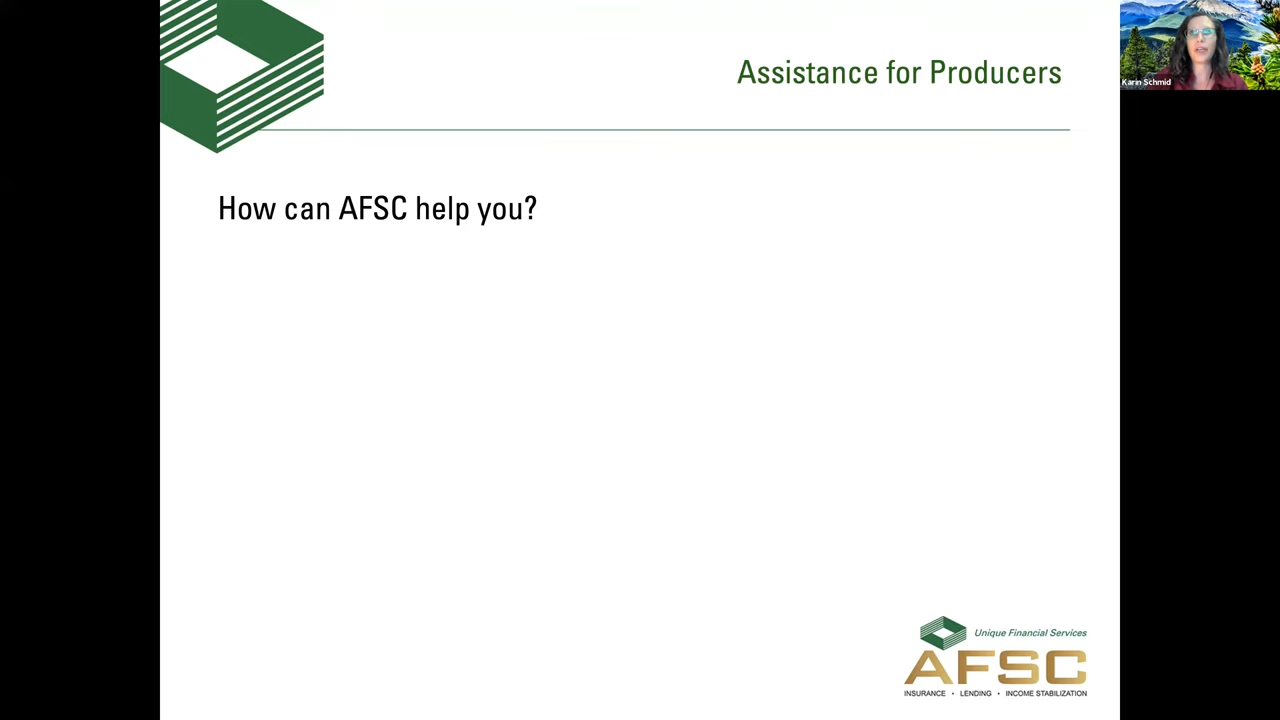 Assistance for Producers
Karin Schmid
How can AFSC help you?
Unique Financial Services
AFSC
INSURANCE • LENDING • INCOME STABILIZATION